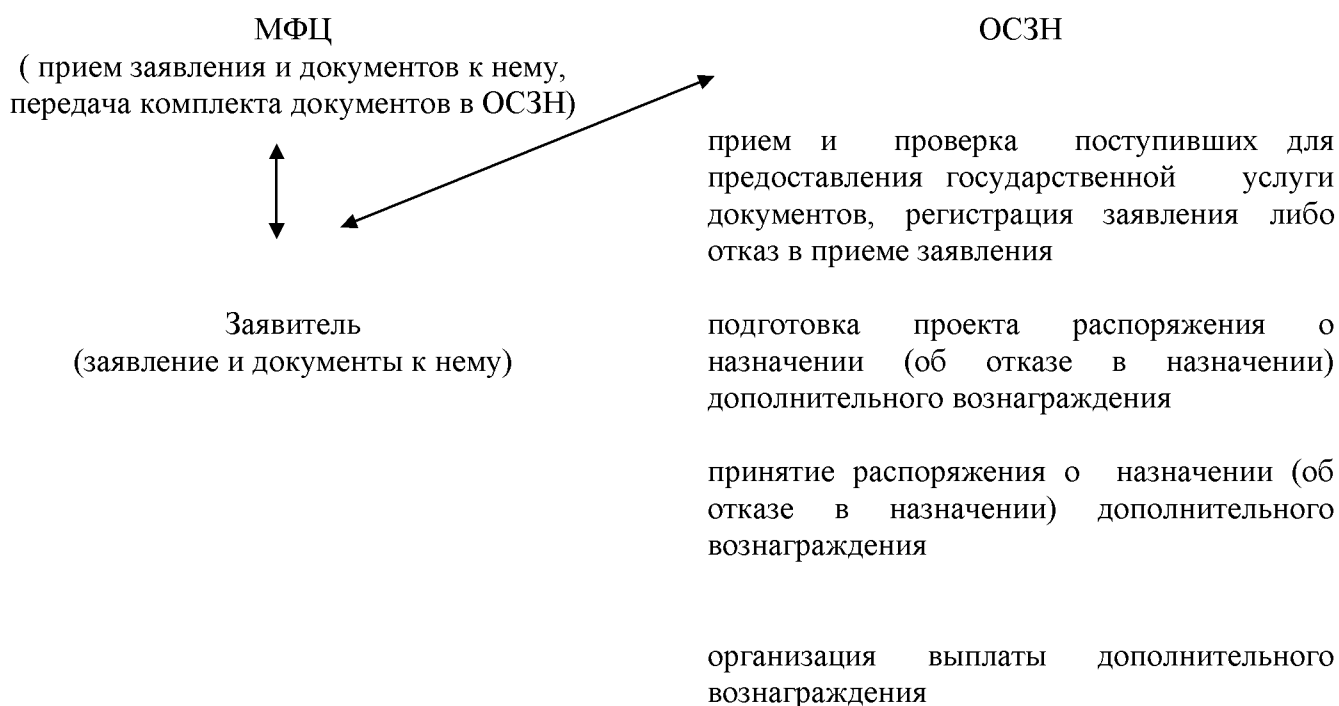 МФЦ
( прием заявления и документов к нему,
передача комплекта документов в ОСЗН)
Заявитель
(заявление и документы к нему)
ОСЗН
прием и проверка поступивших для
предоставления государственной услуги
документов, регистрация заявления либо
отказ в приеме заявления
подготовка проекта распоряжения о
назначении (об отказе в назначении)
дополнительного вознаграждения
принятие распоряжения о назначении (об
отказе в назначении) дополнительного
вознаграждения
организация выплаты дополнительного
вознаграждения